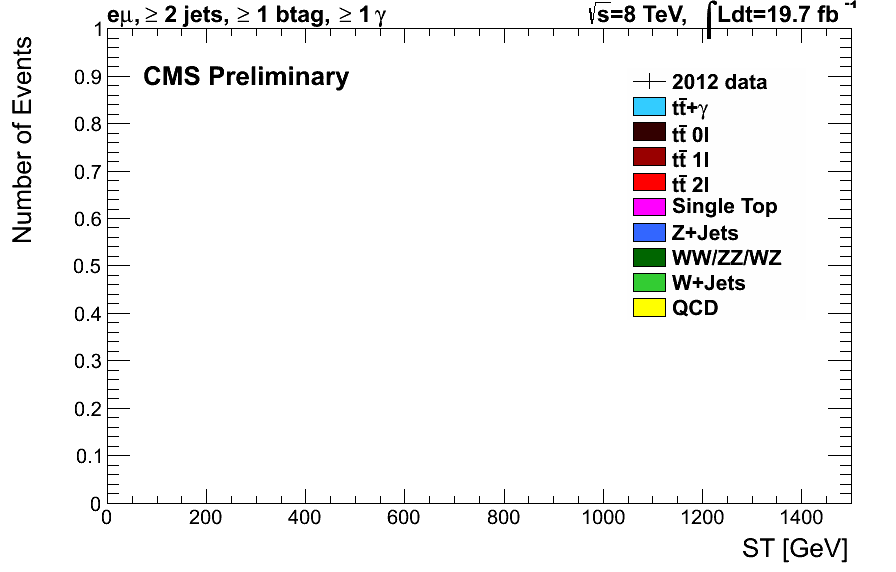 eμ, ≥ 2 jets, ≥ 1 btag, ≥ 1 γ
√s=8 TeV, ∫Ldt=19.7 fb⁻¹
CMS Preliminary
2012 data
tt̄+γ
tt̄ 0l
tt̄ 1l
tt̄ 2l
Single Top
Z+Jets
WW/ZZ/WZ
W+Jets
QCD
Number of Events
1
0.9
0.8
0.7
0.6
0.5
0.4
0.3
0.2
0.1
0
0 200 400 600 800 1000 1200 1400
ST [GeV]